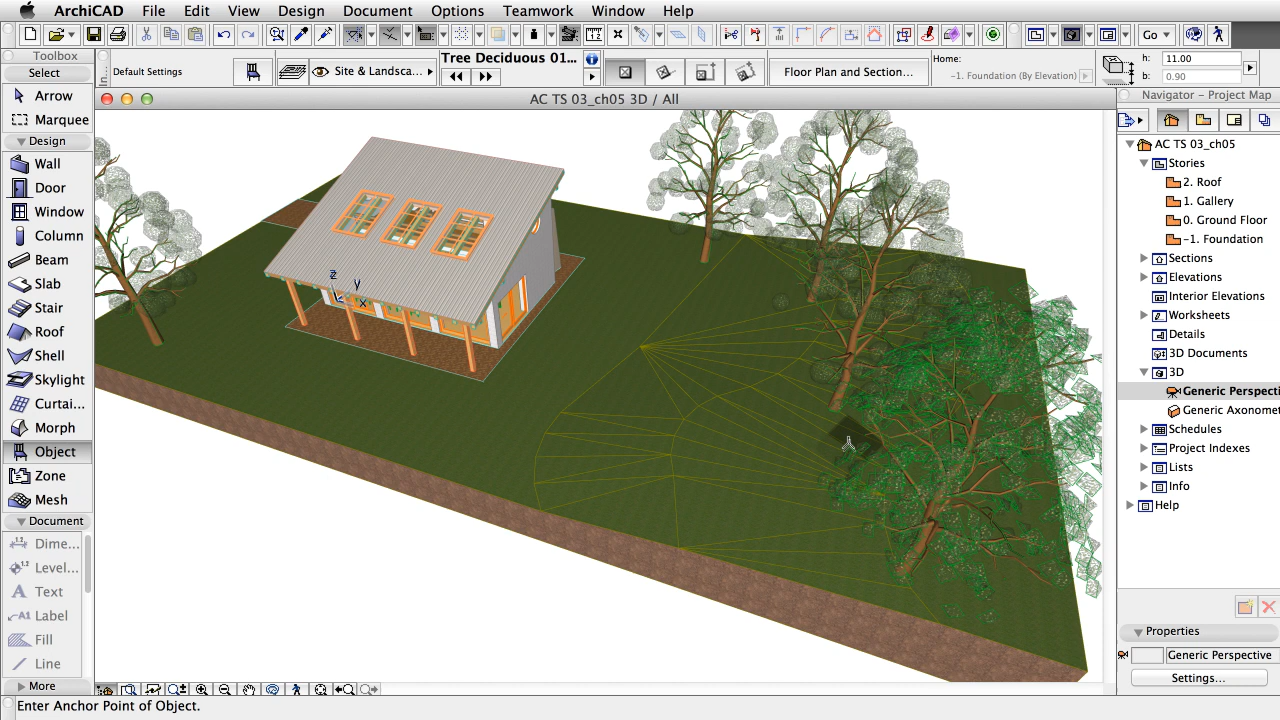 ArchiCAD File Edit View Design Document Options Teamwork Window Help
Go
Toolbox
Select
Arrow
Marquee
Design
Wall
Door
Window
Column
Beam
Slab
Stair
Roof
Shell
Skylight
Curtai...
Morph
Object
Zone
Mesh
Document
Dime...
Level...
Text
Label
Fill
Line
More
Default Settings
Site & Landsca...
Tree Deciduous 01...
Floor Plan and Section...
Home:
-1. Foundation (By Elevation)
h: 11.00
b: 0.90
AC TS 03_ch05 3D / All
z
y
x
Navigator - Project Map
AC TS 03_ch05
Stories
2. Roof
1. Gallery
0. Ground Floor
-1. Foundation
Sections
Elevations
Interior Elevations
Worksheets
Details
3D Documents
3D
Generic Perspecti
Generic Axonomet
Schedules
Project Indexes
Lists
Info
Help
Properties
Generic Perspective
Settings...
Enter Anchor Point of Object.